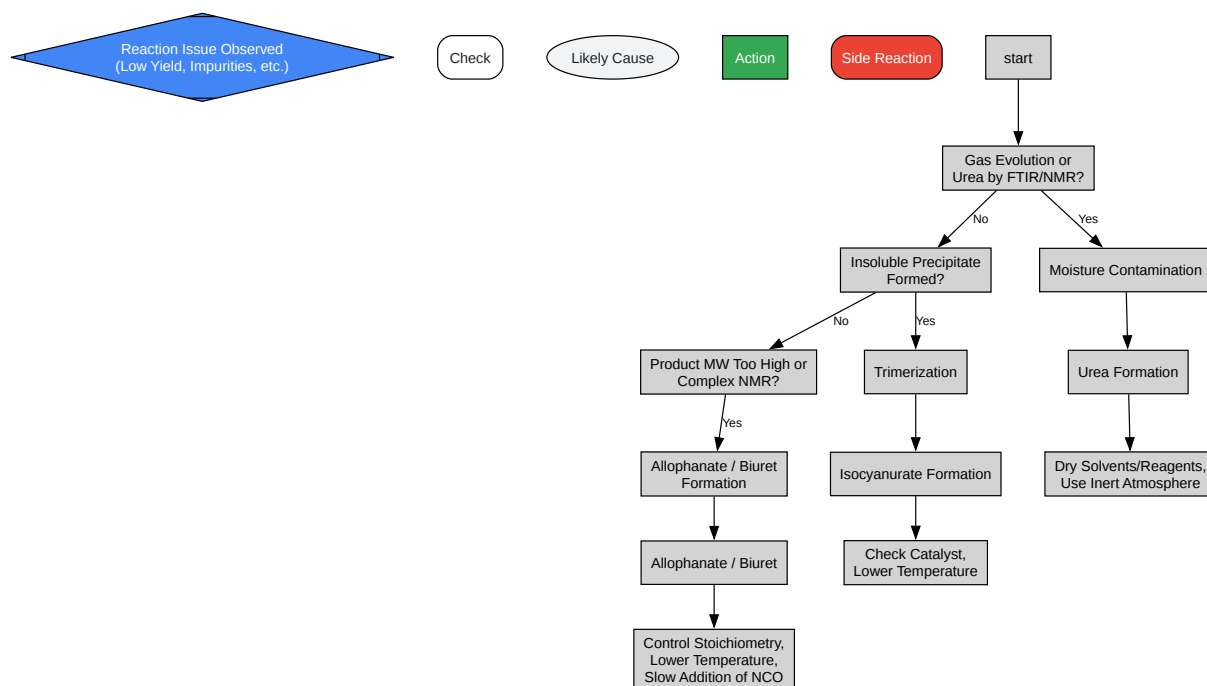 Reaction Issue Observed
(Low Yield, Impurities, etc.)
Check
Likely Cause
Action
Side Reaction
start
Gas Evolution or
Urea by FTIR/NMR?
No
Yes
Insoluble Precipitate
Formed?
Moisture Contamination
No
Yes
Product MW Too High or
Complex NMR?
Trimerization
Urea Formation
Yes
Allophanate / Biuret
Formation
Isocyanurate Formation
Dry Solvents/Reagents,
Use Inert Atmosphere
Allophanate / Biuret
Check Catalyst,
Lower Temperature
Control Stoichiometry,
Lower Temperature,
Slow Addition of NCO